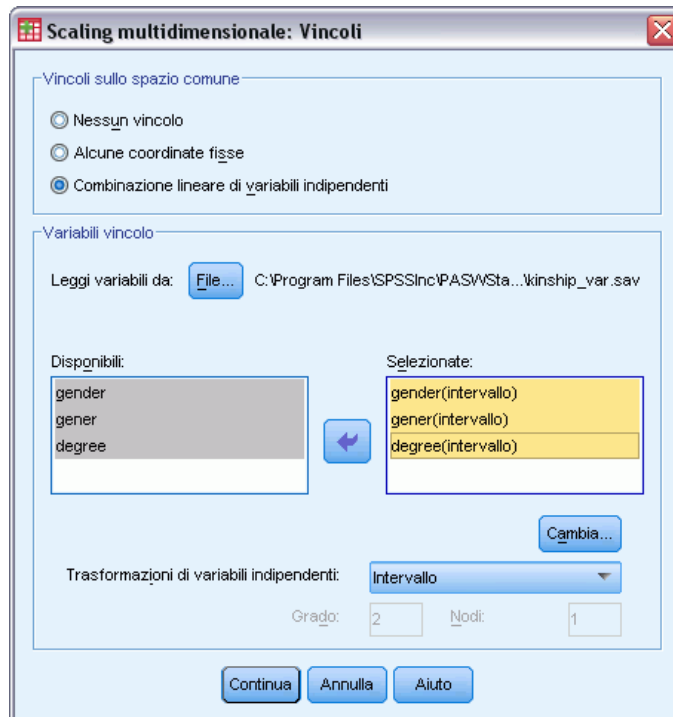 Scaling multidimensionale: Vincoli
Vincoli sullo spazio comune
Nessun vincolo
Alcune coordinate fisse
Combinazione lineare di variabili indipendenti
Variabili vincolo
Leggi variabili da: File... C:\Program Files\SPSSInc\PASWSta...\kinship_var.sav
Disponibili: Selezionate:
gender gender(intervallo)
gener gener(intervallo)
degree degree(intervallo)
Cambia...
Trasformazioni di variabili indipendenti: Intervallo
Grado: 2 Nodi: 1
Continua Annulla Aiuto